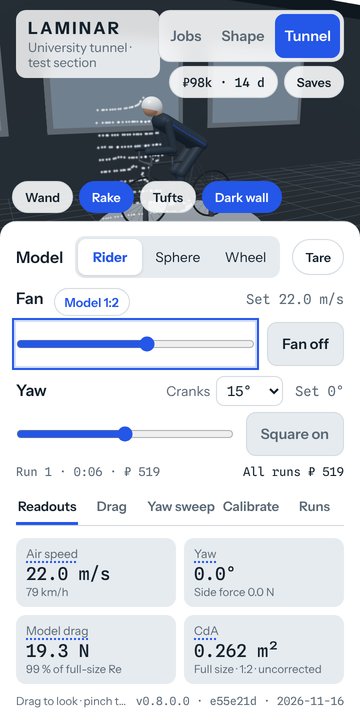 LAMINAR
University tunnel · test section
Jobs Shape Tunnel
₽98k · 14 d Saves
Wand Rake Tufts Dark wall
Model Rider Sphere Wheel Tare
Fan Model 1:2 Set 22.0 m/s
Fan off
Yaw Cranks 15° Set 0°
Square on
Run 1 · 0:06 · ₽ 519 All runs ₽ 519
Readouts Drag Yaw sweep Calibrate Runs
Air speed
22.0 m/s
79 km/h
Yaw
0.0°
Side force 0.0 N
Model drag
19.3 N
99 % of full-size Re
CdA
0.262 m²
Full size · 1:2 · uncorrected
Drag to look · pinch t... v0.8.0.0 · e55e21d · 2026-11-16